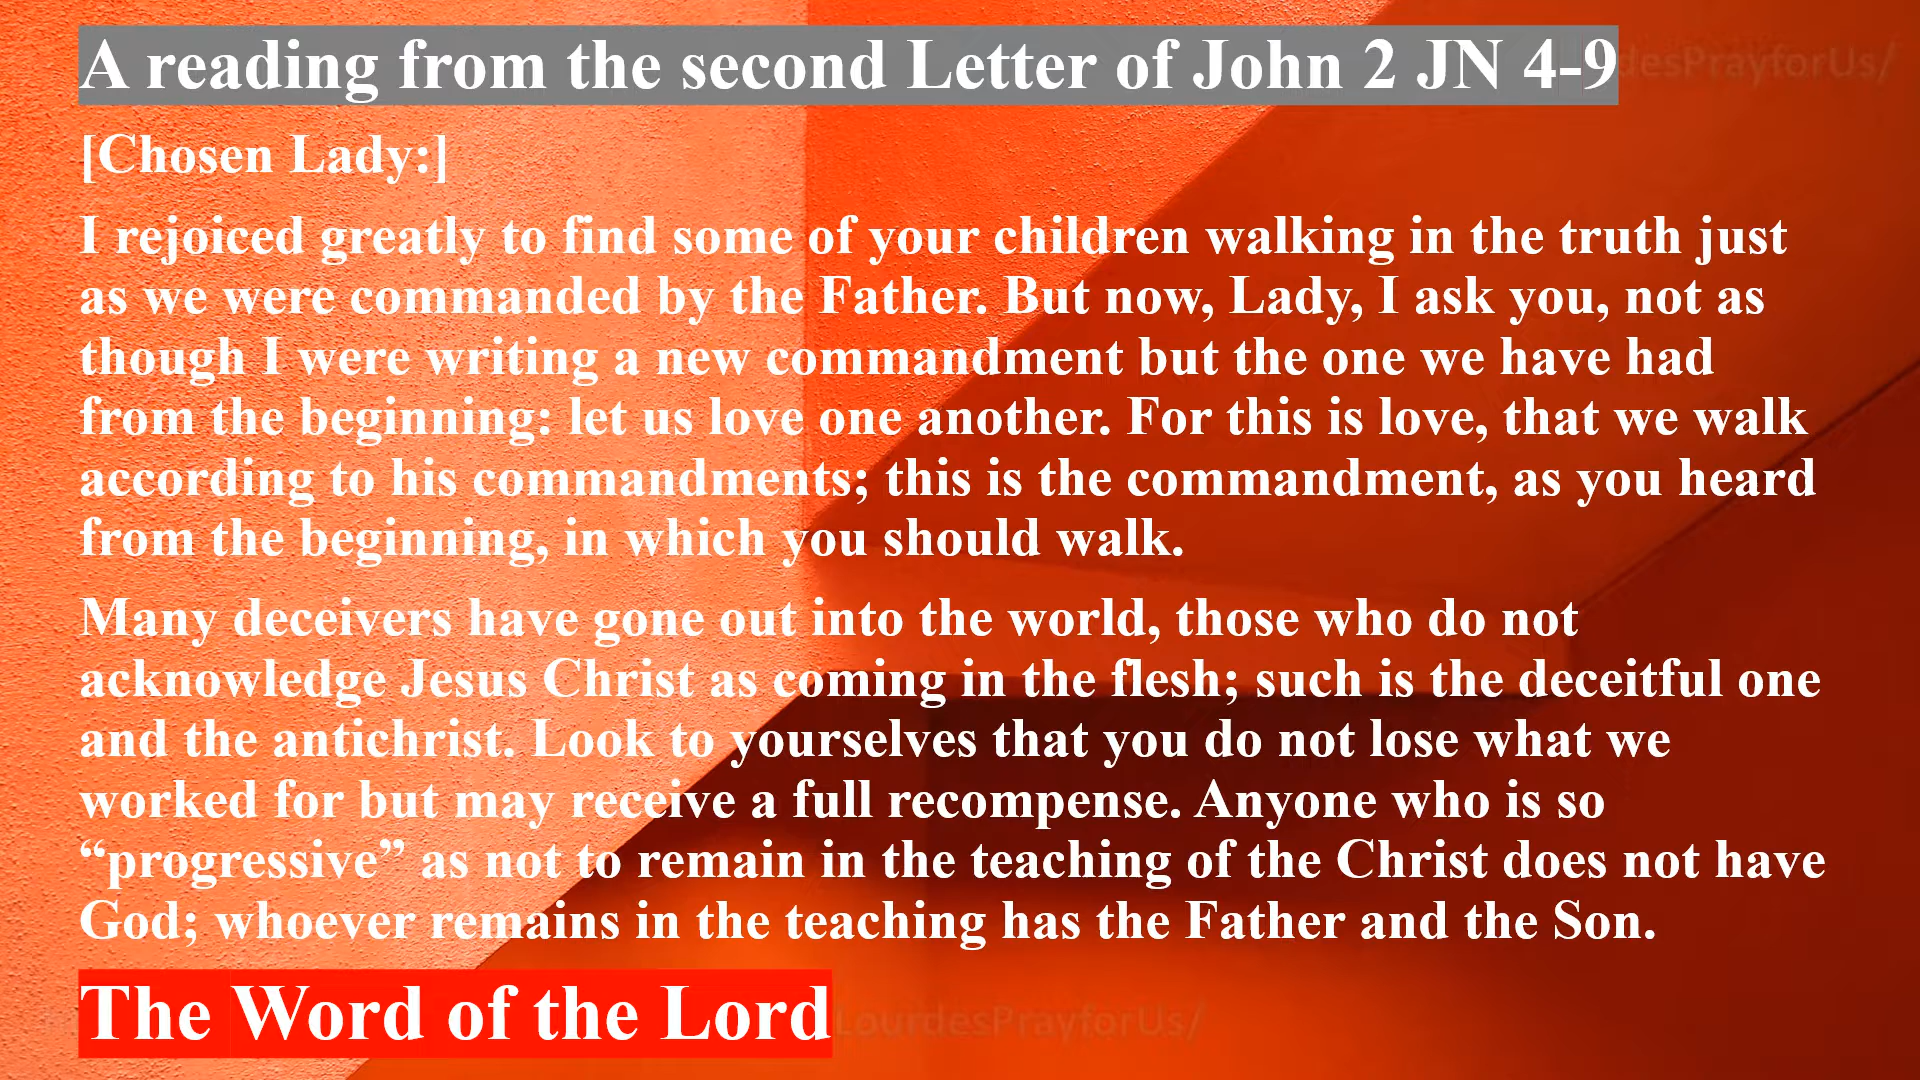 A reading from the second Letter of John 2 JN 4-9
desPrayforUs/
[Chosen Lady:]
I rejoiced greatly to find some of your children walking in the truth just
as we were commanded by the Father. But now, Lady, I ask you, not as
though I were writing a new commandment but the one we have had
from the beginning: let us love one another. For this is love, that we walk
according to his commandments; this is the commandment, as you heard
from the beginning, in which you should walk.
Many deceivers have gone out into the world, those who do not
acknowledge Jesus Christ as coming in the flesh; such is the deceitful one
and the antichrist. Look to yourselves that you do not lose what we
worked for but may receive a full recompense. Anyone who is so
“progressive” as not to remain in the teaching of the Christ does not have
God; whoever remains in the teaching has the Father and the Son.
The Word of the Lord
LourdesPrayforUs/